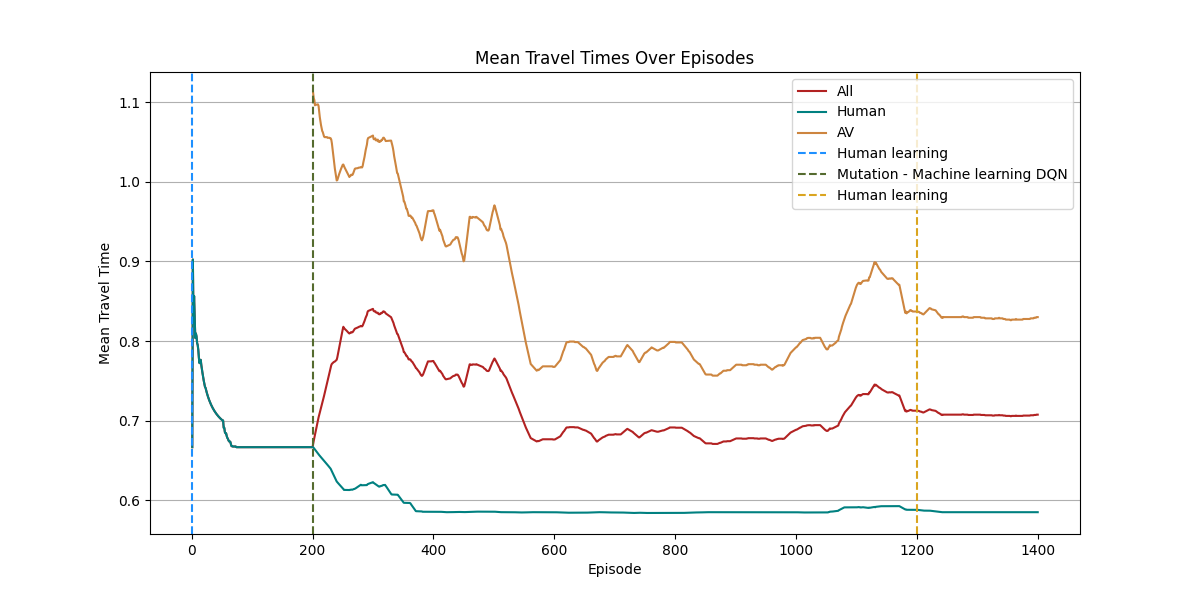 Mean Travel Times Over Episodes
Mean Travel Time
1.1
1.0
0.9
0.8
0.7
0.6
All
Human
AV
Human learning
Mutation - Machine learning DQN
Human learning
0
200
400
600
800
1000
1200
1400
Episode